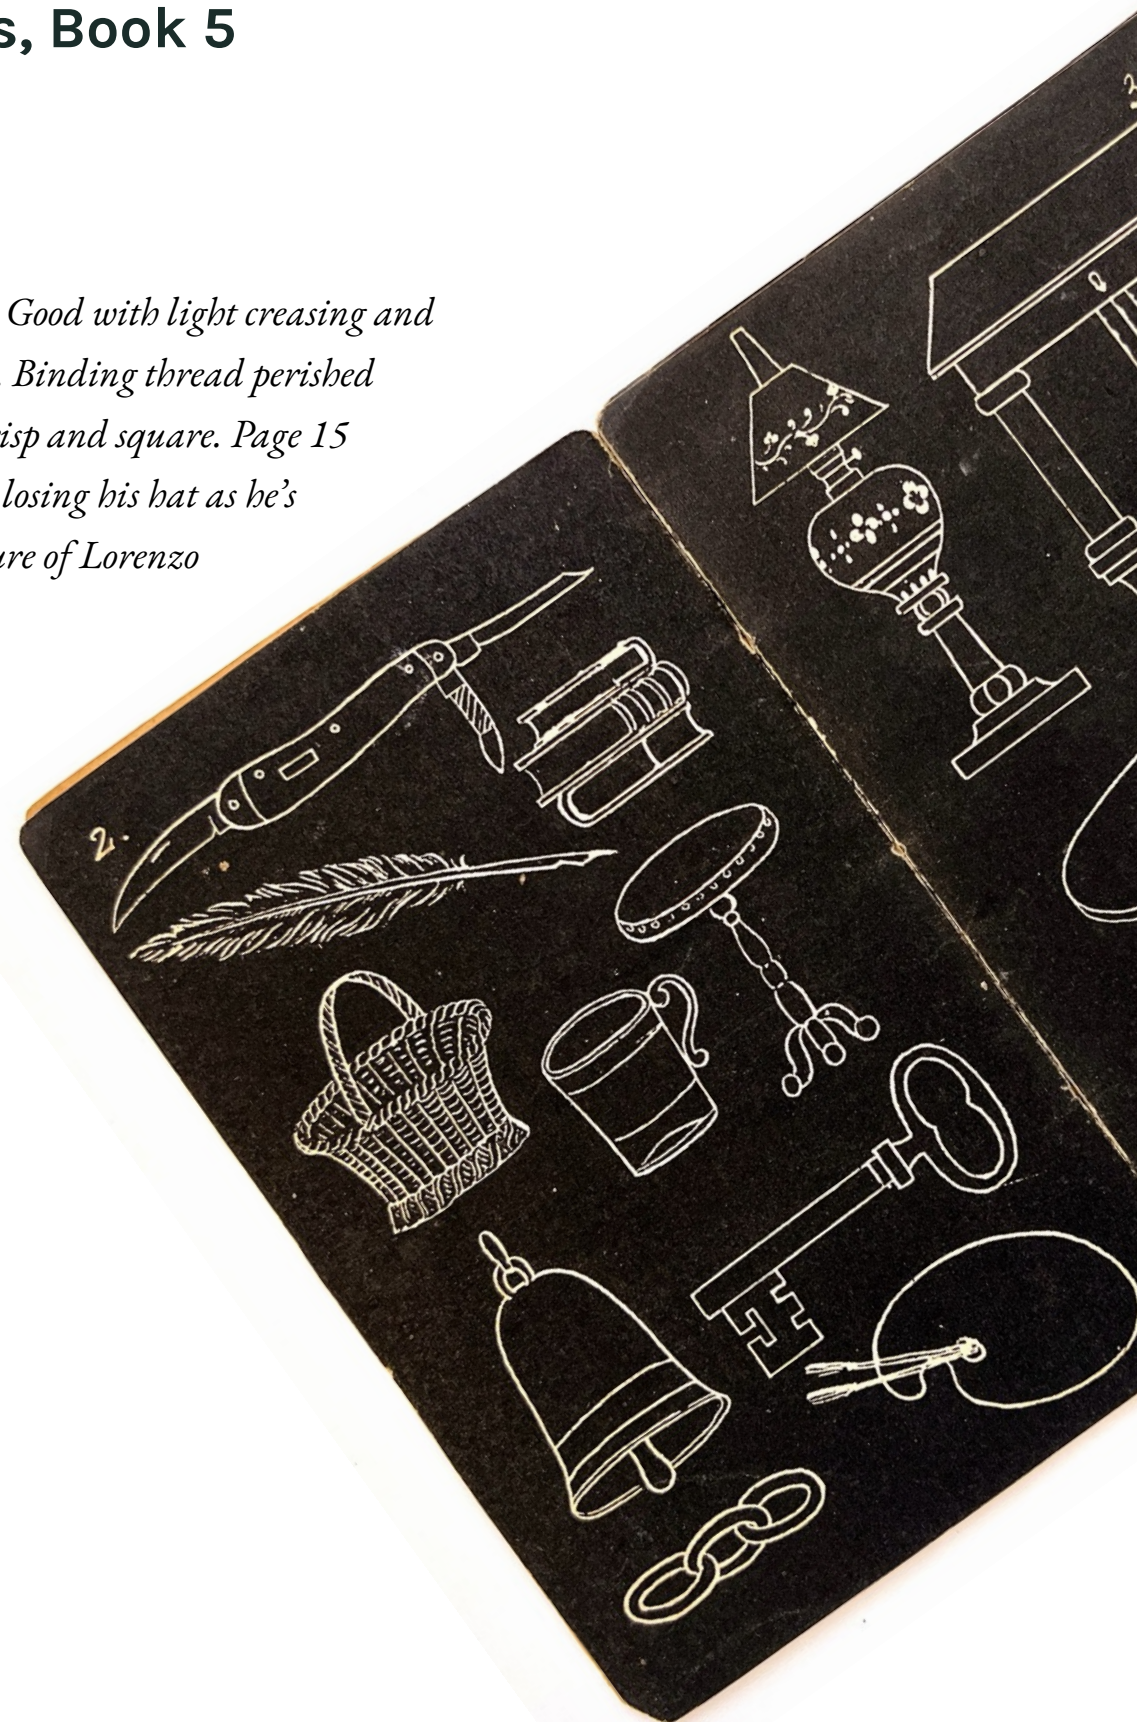 s, Book 5
Good with light creasing and
. Binding thread perished
isp and square. Page 15
losing his hat as he’s
ure of Lorenzo
2.